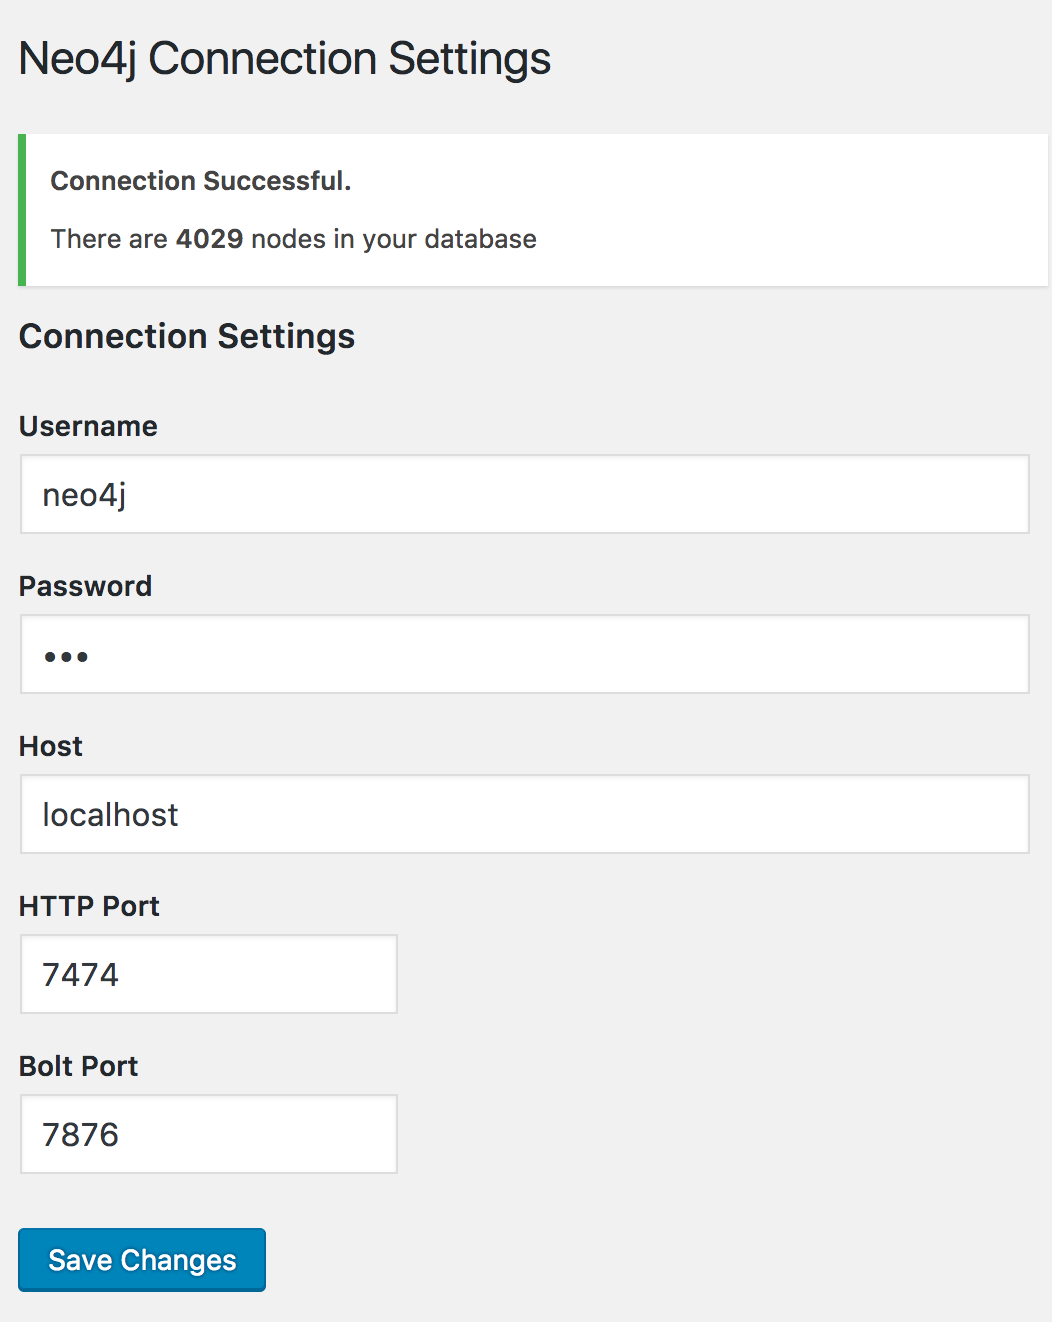 Neo4j Connection Settings
Connection Successful.
There are 4029 nodes in your database
Connection Settings
Username
neo4j
Password
•••
Host
localhost
HTTP Port
7474
Bolt Port
7876
Save Changes